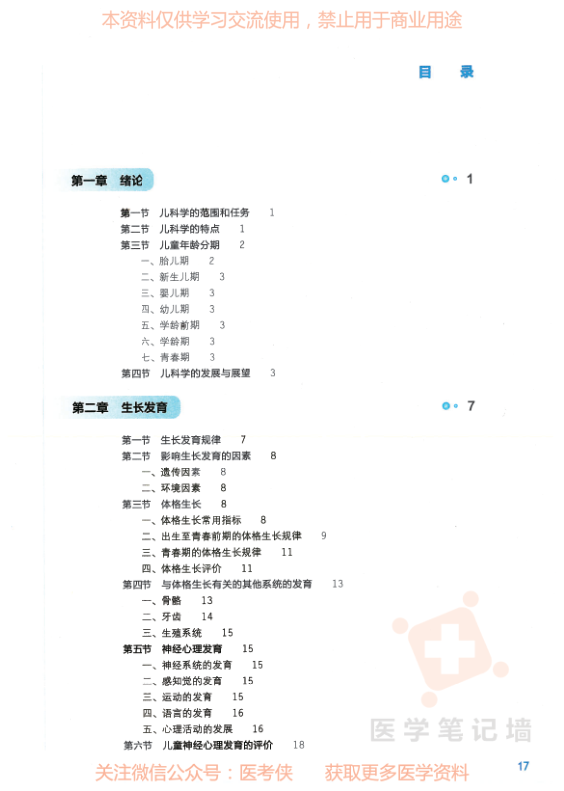 本资料仅供学习交流使用，禁止用于商业用途
目 录
第一章 绪论 1
第一节 儿科学的范围和任务 1
第二节 儿科学的特点 1
第三节 儿童年龄分期 2
一、胎儿期 2
二、新生儿期 3
三、婴儿期 3
四、幼儿期 3
五、学龄前期 3
六、学龄期 3
七、青春期 3
第四节 儿科学的发展与展望 3
第二章 生长发育 7
第一节 生长发育规律 7
第二节 影响生长发育的因素 8
一、遗传因素 8
二、环境因素 8
第三节 体格生长 8
一、体格生长常用指标 8
二、出生至青春前期的体格生长规律 9
三、青春期的体格生长规律 11
四、体格生长评价 11
第四节 与体格生长有关的其他系统的发育 13
一、骨骼 13
二、牙齿 14
三、生殖系统 15
第五节 神经心理发育 15
一、神经系统的发育 15
二、感知觉的发育 15
三、运动的发育 15
四、语言的发育 16
五、心理活动的发展 16
第六节 儿童神经心理发育的评价 18
医学笔记墙
17
关注微信公众号：医考侠 获取更多医学资料